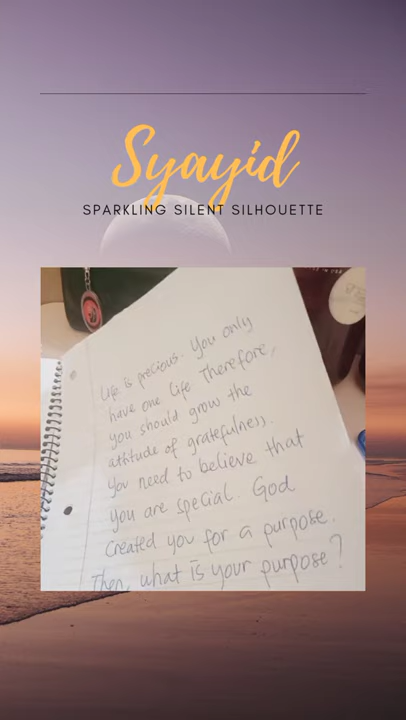 Syayid
SPARKLING SILENT SILHOUETTE
Life is precious. You only
have one life. Therefore,
you should grow the
attitude of gratefulness.
You need to believe that
you are special. God
created you for a purpose.
Then, what is your purpose?